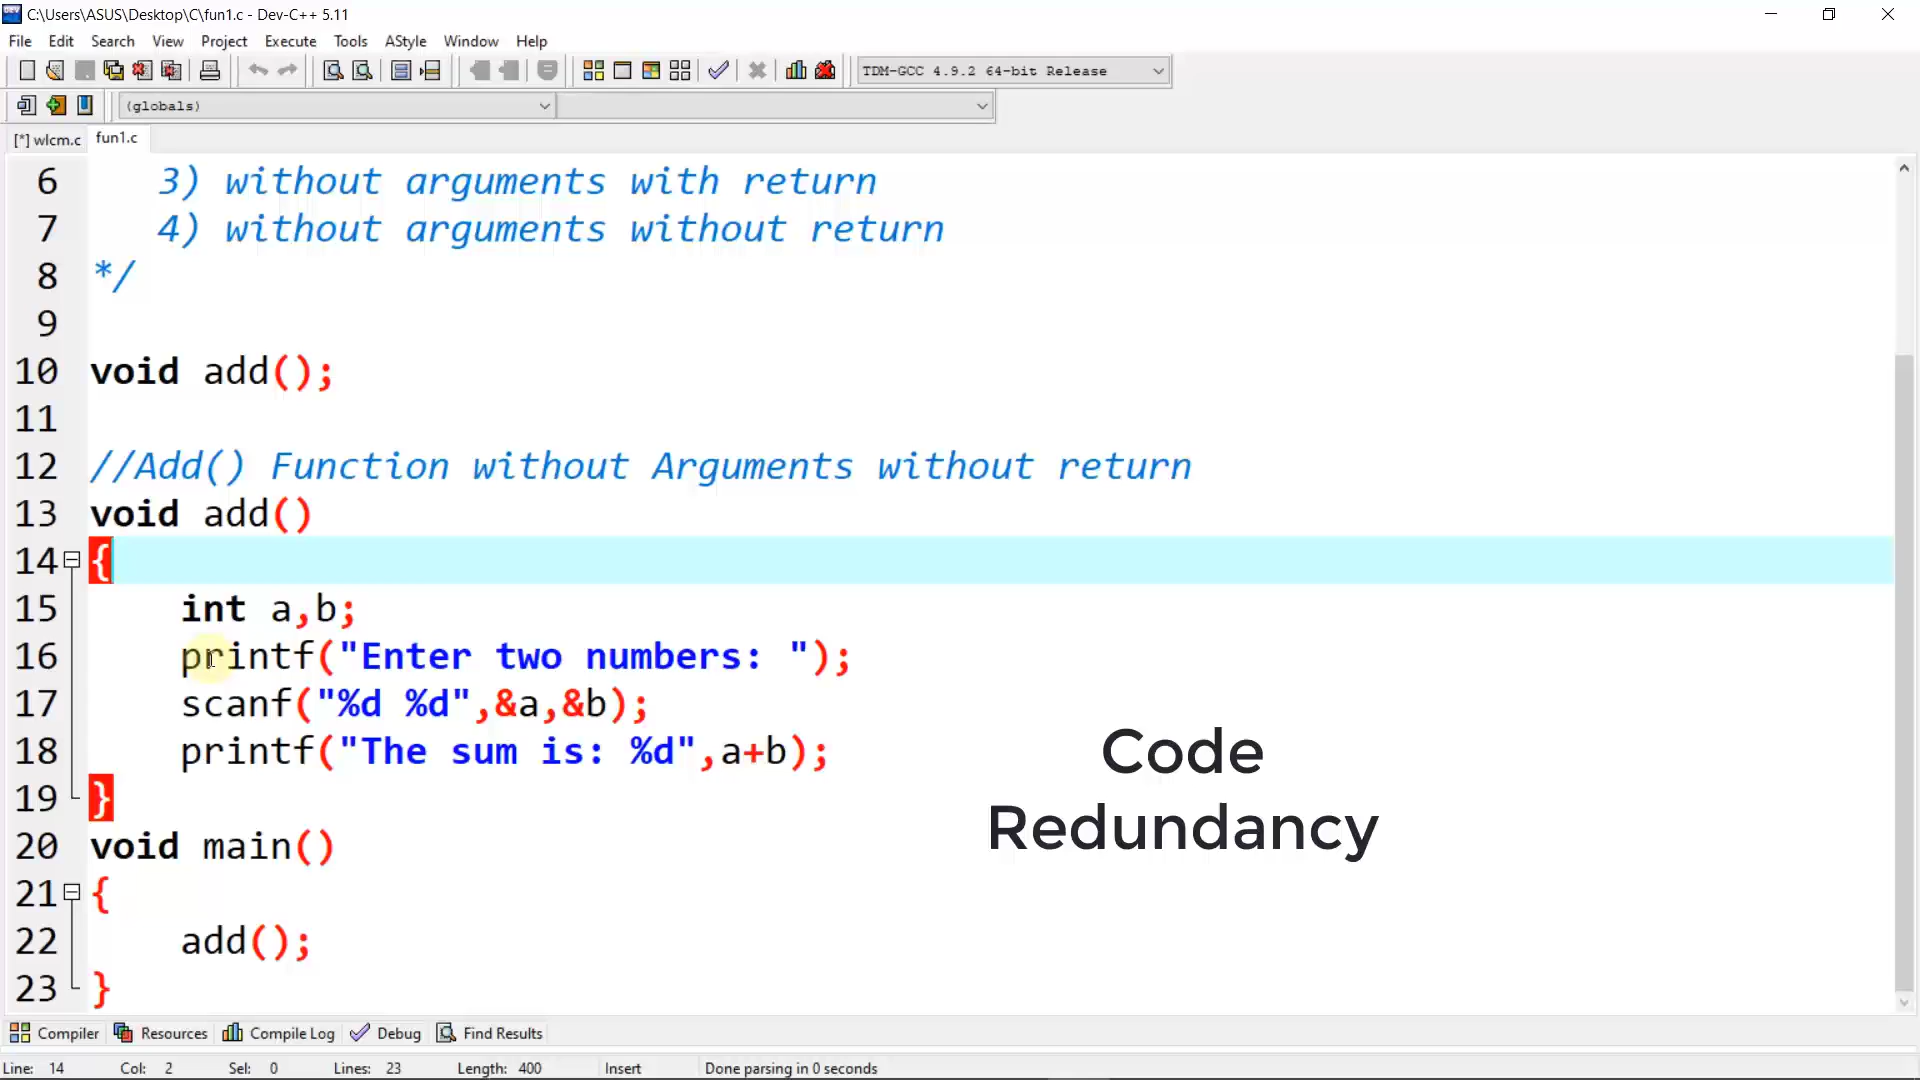 C:\Users\ASUS\Desktop\C\fun1.c - Dev-C++ 5.11
File Edit Search View Project Execute Tools AStyle Window Help
TDM-GCC 4.9.2 64-bit Release
(globals)
[*] wlcm.c fun1.c
6 3) without arguments with return
7 4) without arguments without return
8 */
9
10 void add();
11
12 //Add() Function without Arguments without return
13 void add()
14 {
15 int a,b;
16 printf("Enter two numbers: ");
17 scanf("%d %d",&a,&b);
18 printf("The sum is: %d",a+b);
19 }
20 void main()
21 {
22 add();
23 }
Code
Redundancy
Compiler Resources Compile Log Debug Find Results
Line: 14 Col: 2 Sel: 0 Lines: 23 Length: 400 Insert Done parsing in 0 seconds